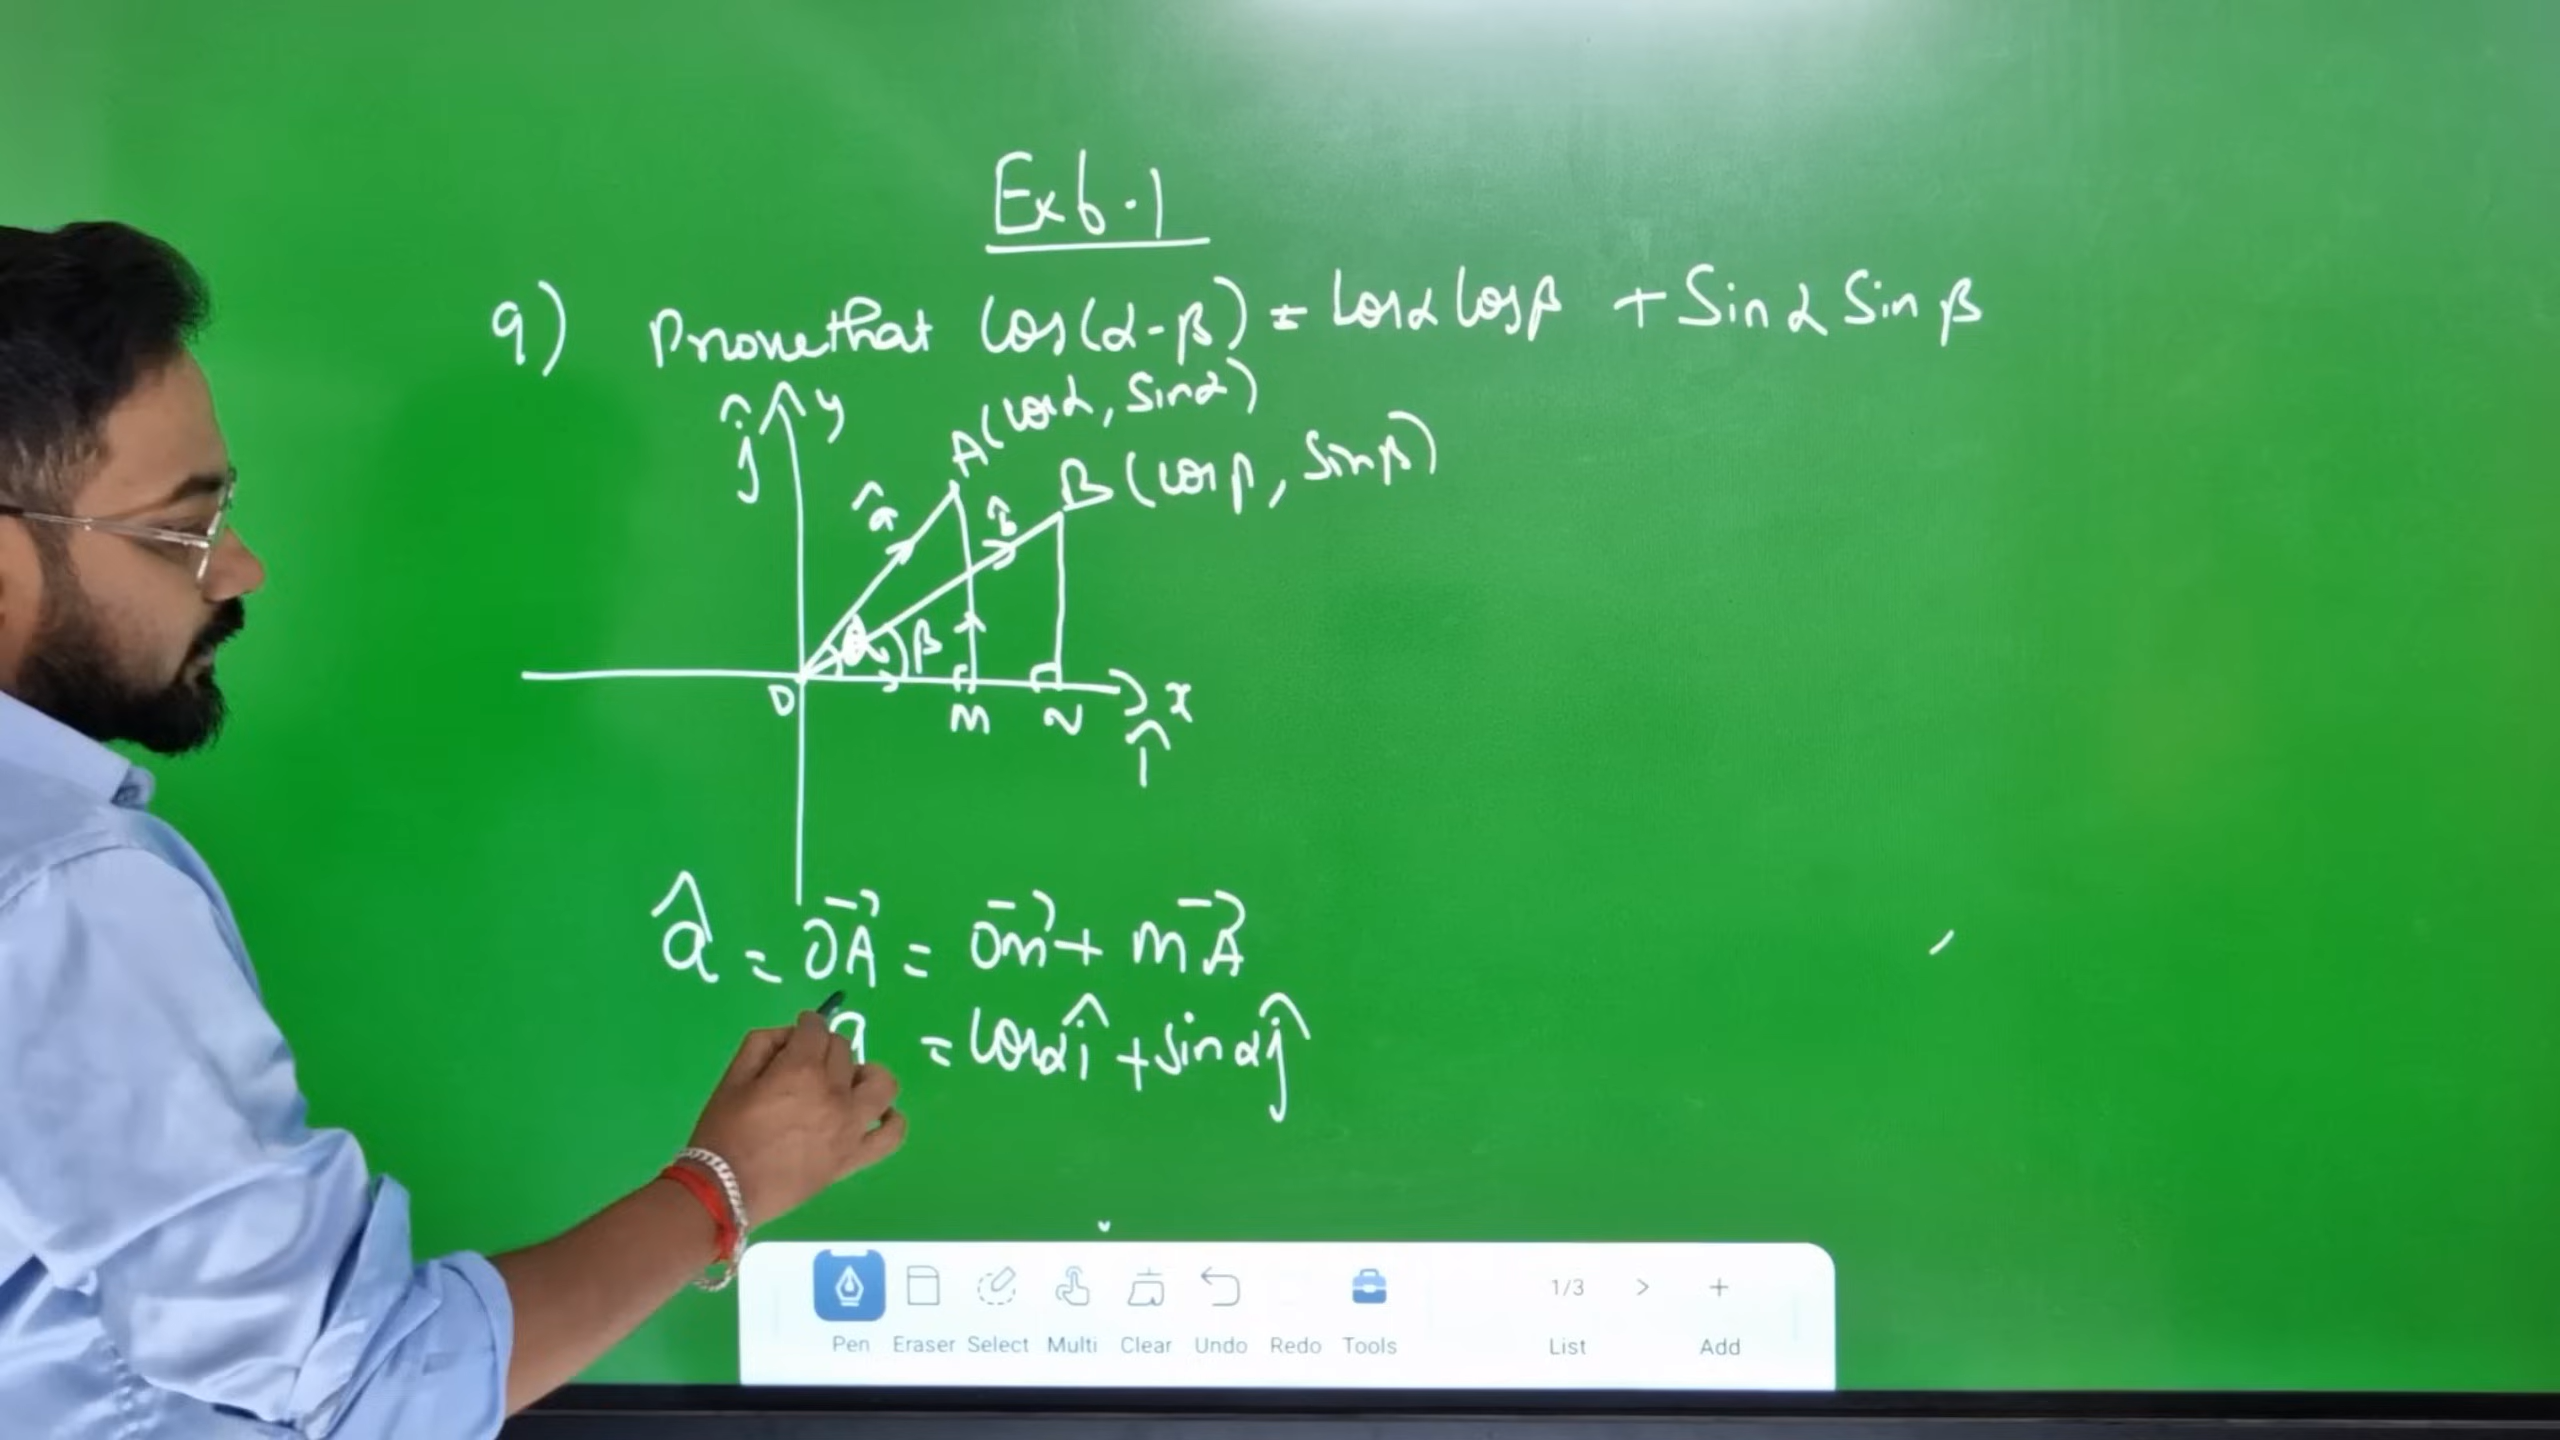 Ex 6.1
9) Prove that Cos(α-β) = Cosα Cosβ + Sinα Sinβ
ĵ y
A(cosα, Sinα)
B(cosβ, Sinβ)
â b̂
α β
O M N x
î
â = OA⃗ = OM⃗ + MA⃗
= Cosα î + Sinα ĵ
1/3 > +
Pen Eraser Select Multi Clear Undo Redo Tools List Add